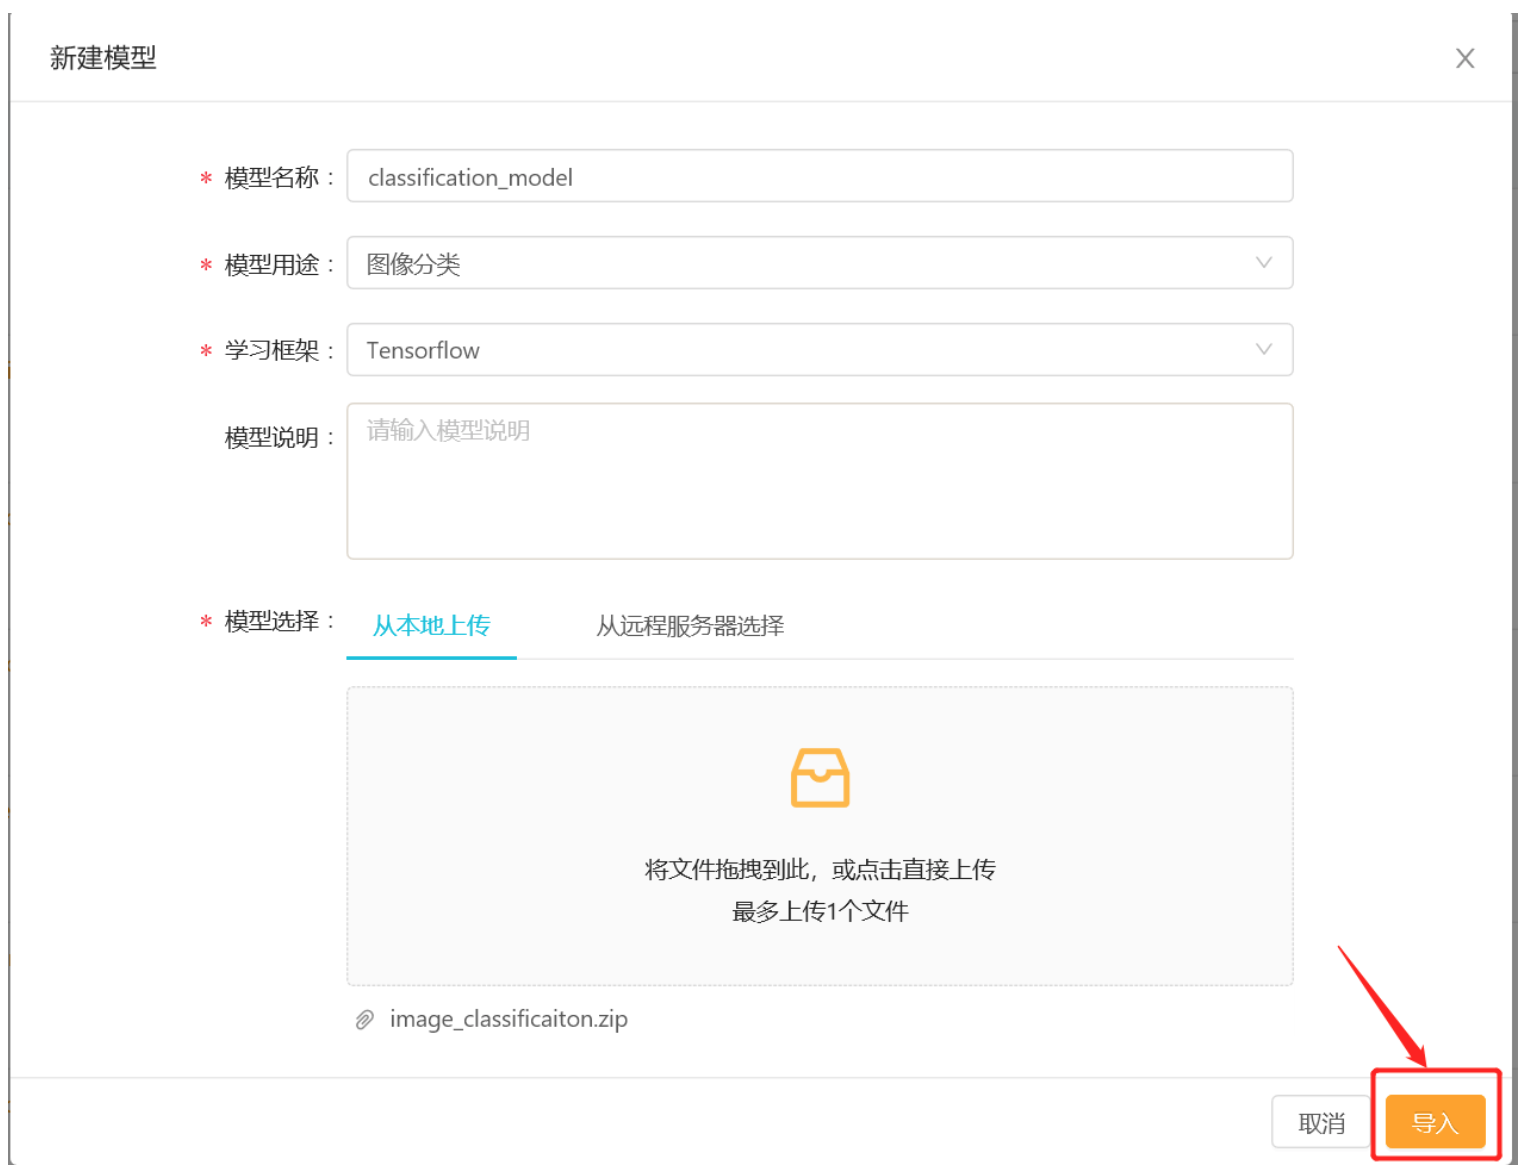 新建模型
* 模型名称： classification_model
* 模型用途： 图像分类
* 学习框架： Tensorflow
模型说明： 请输入模型说明
* 模型选择： 从本地上传 从远程服务器选择
将文件拖拽到此，或点击直接上传
最多上传1个文件
image_classificaiton.zip
取消 导入